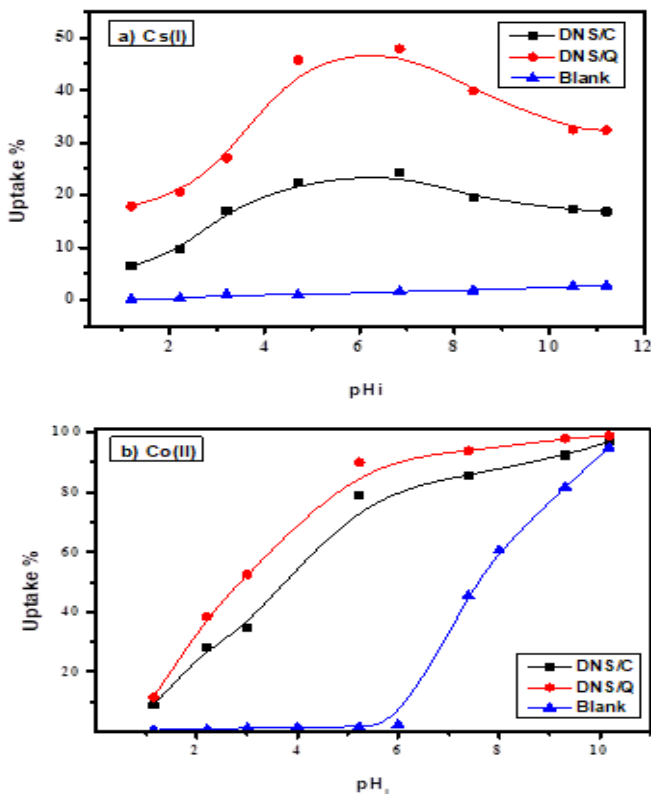 a) Cs(I)
DNS/C
DNS/Q
Blank
Uptake %
50
40
30
20
10
0
2 4 6 8 10 12
pHi
b) Co(II)
DNS/C
DNS/Q
Blank
Uptake %
100
80
60
40
20
2 4 6 8 10
pHi